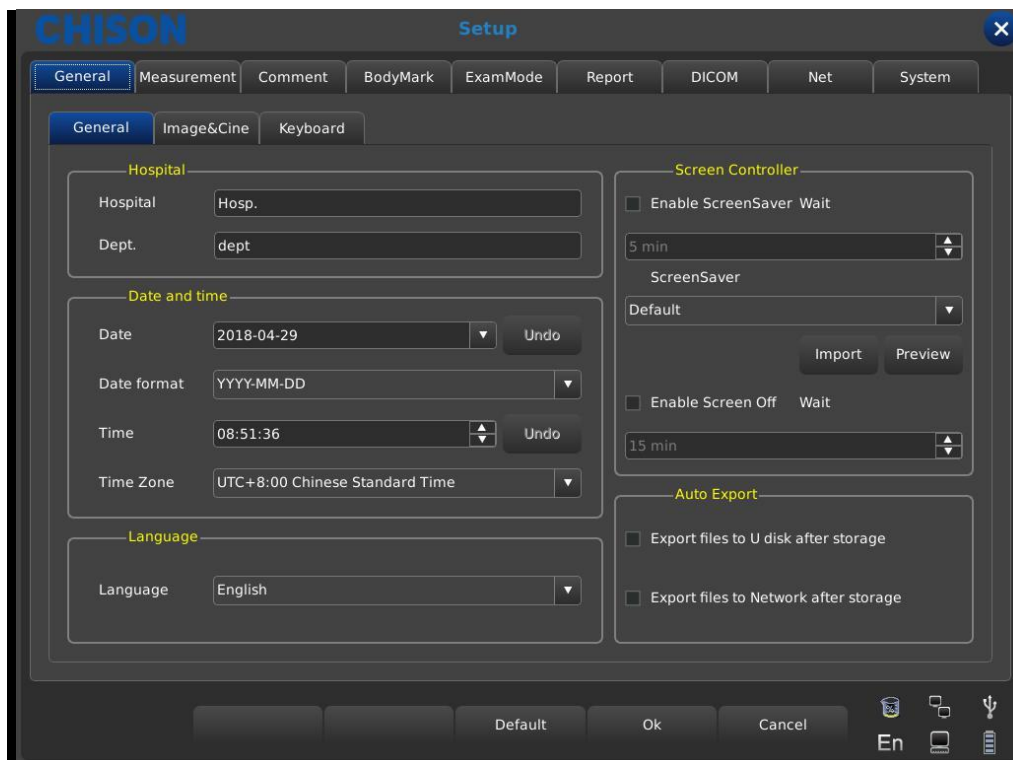 CHISON
Setup
General Measurement Comment BodyMark ExamMode Report DICOM Net System
General Image&Cine Keyboard
Hospital
Hospital Hosp.
Dept. dept
Date and time
Date 2018-04-29 Undo
Date format YYYY-MM-DD
Time 08:51:36 Undo
Time Zone UTC+8:00 Chinese Standard Time
Language
Language English
Screen Controller
Enable ScreenSaver Wait
5 min
ScreenSaver
Default
Import Preview
Enable Screen Off Wait
15 min
Auto Export
Export files to U disk after storage
Export files to Network after storage
Default Ok Cancel
En